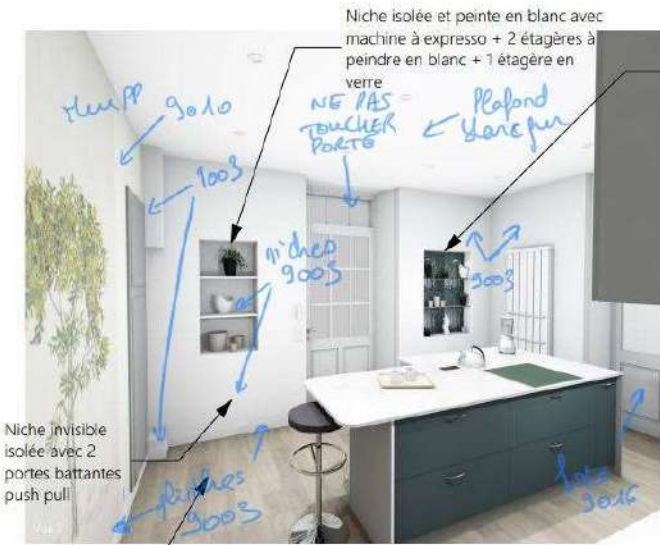 Niche isolée et peinte en blanc avec
machine à expresso + 2 étagères à
peindre en blanc + 1 étagère en
verre
9010
NE PAS
TOUCHER
PORTE
Plafond
blanc pur
9003
niches
9003
9003
Niche invisible
isolée avec 2
portes battantes
push pull
plinthes
9003
9016